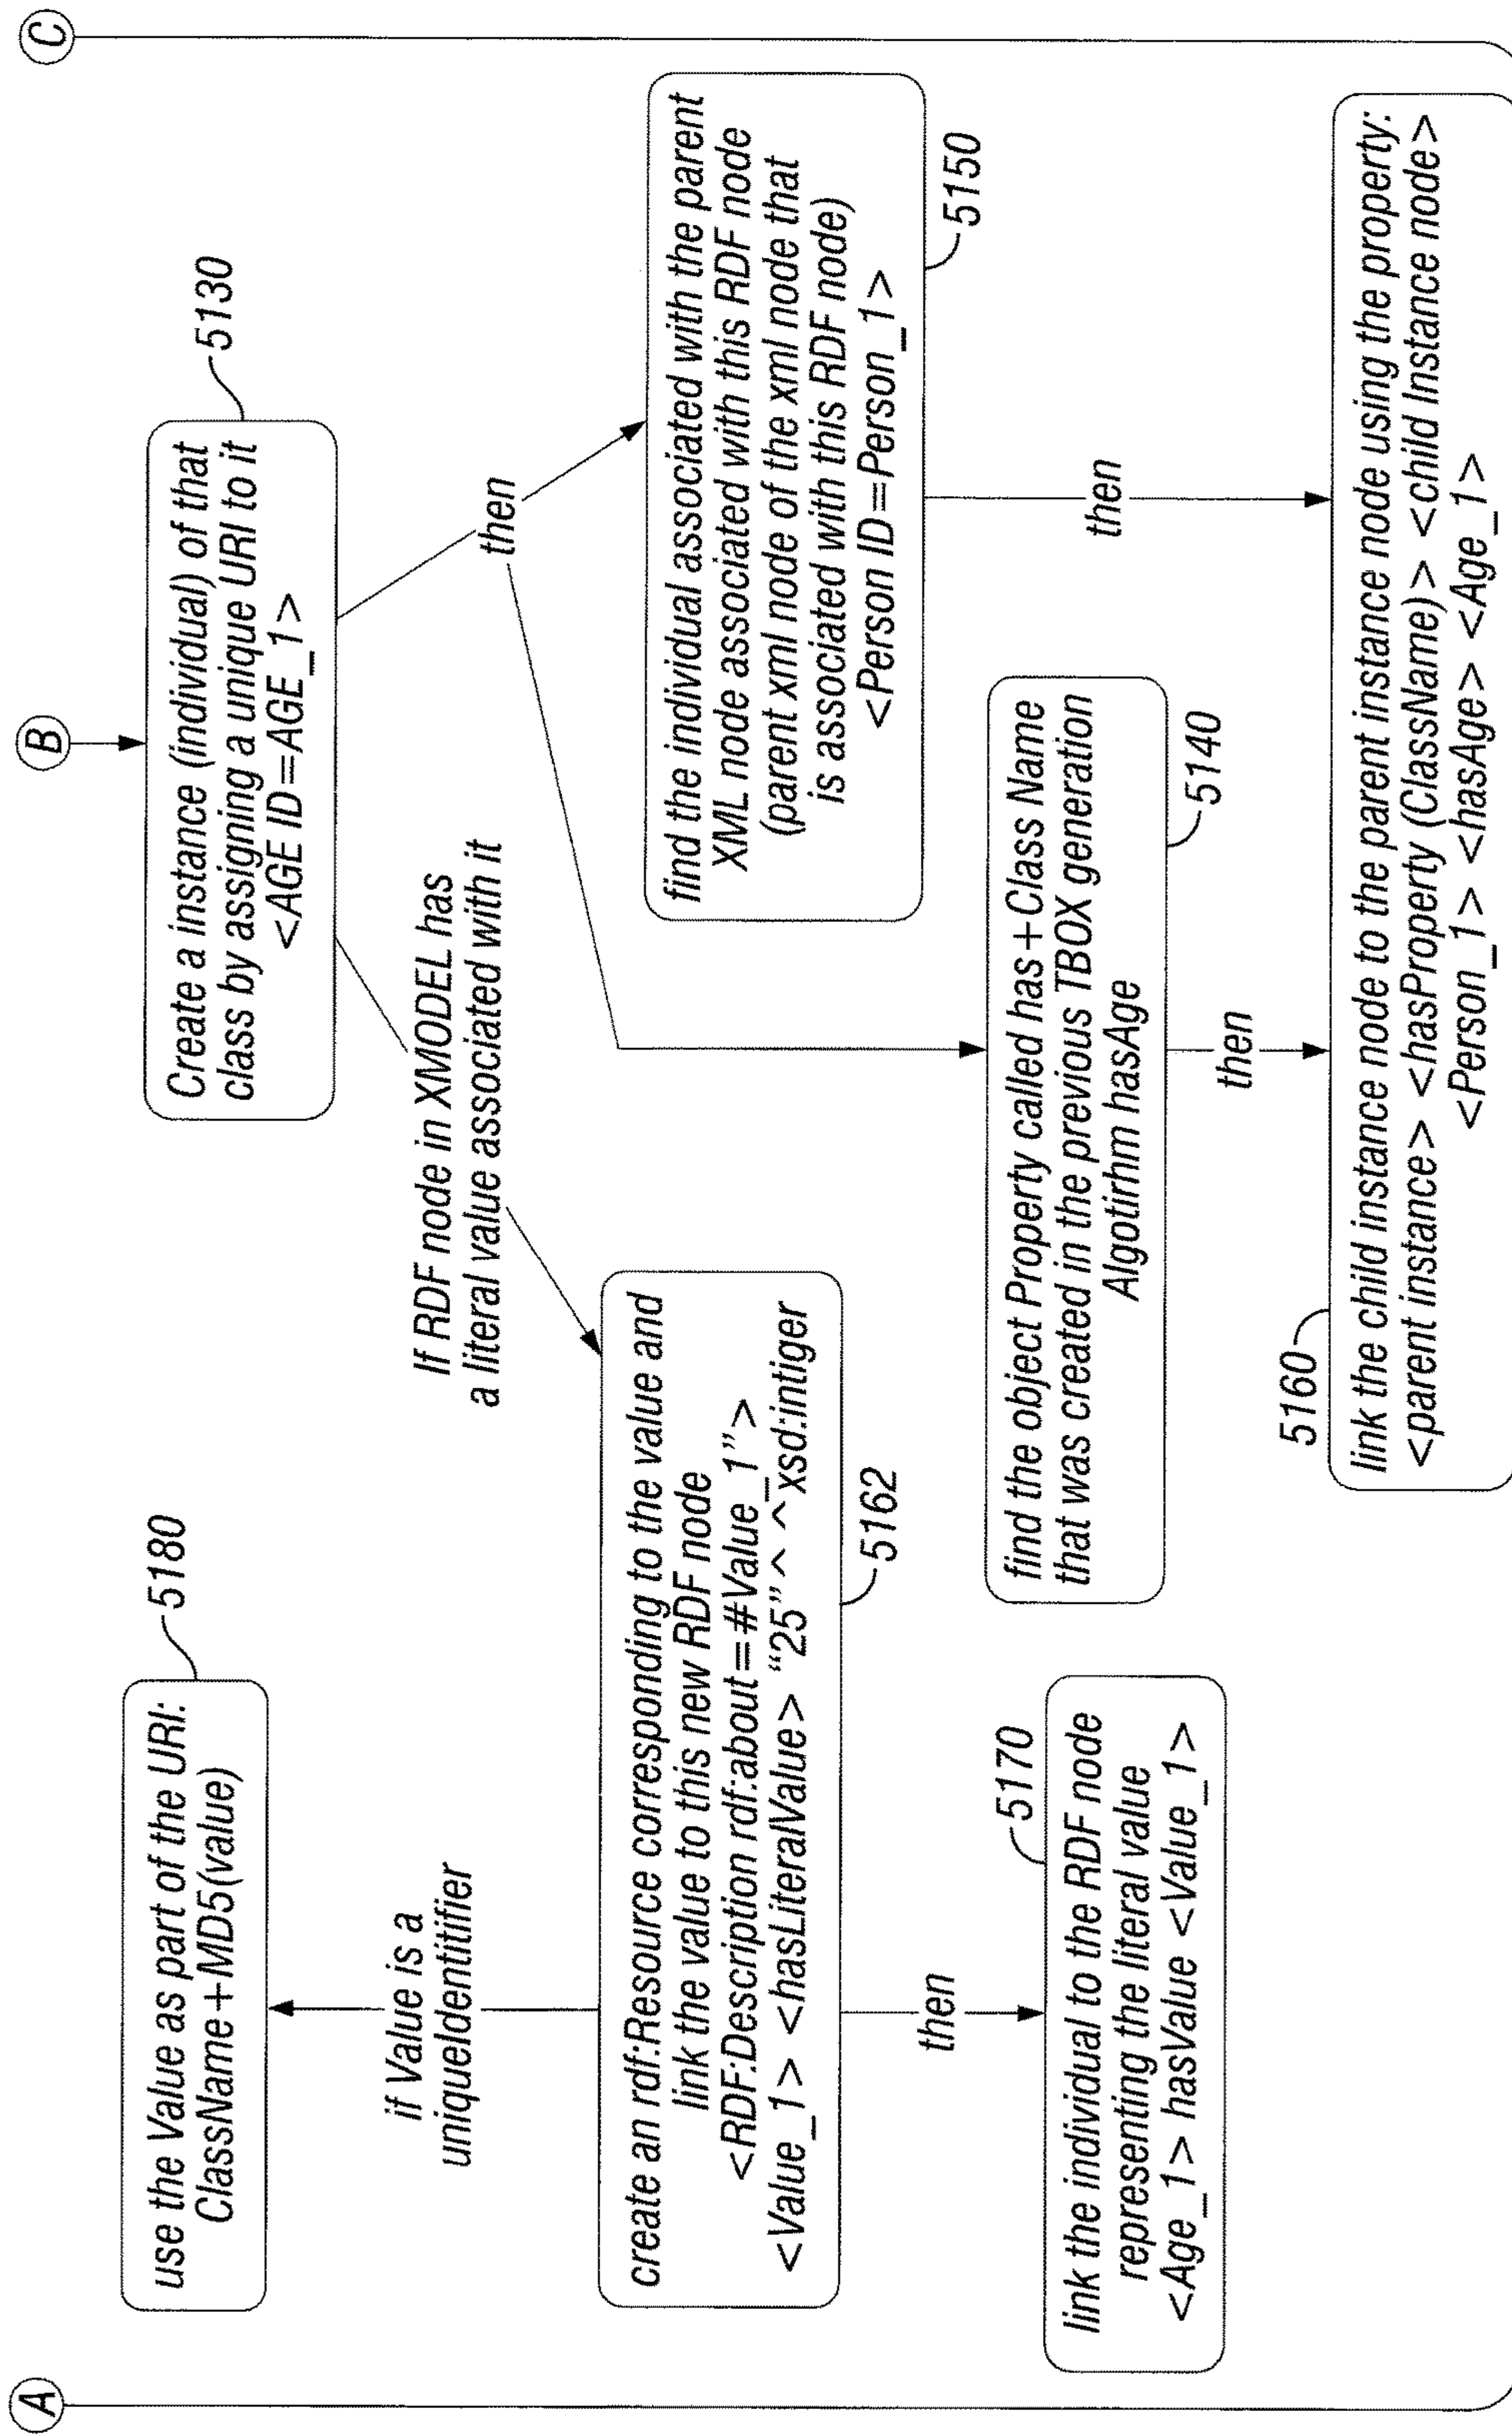 A
B
C
Create a instance (individual) of that
class by assigning a unique URI to it
<AGE ID=AGE_1>
5130
use the Value as part of the URI:
ClassName+MD5(value)
5180
if Value is a
uniqueIdentitifier
If RDF node in XMODEL has
a literal value associated with it
then
create an rdf:Resource corresponding to the value and
link the value to this new RDF node
<RDF:Description rdf:about=#Value_1">
<Value_1> <hasLiteralValue> "25"^^xsd:intiger
5162
find the individual associated with the parent
XML node associated with this RDF node
(parent xml node of the xml node that
is associated with this RDF node)
<Person ID=Person_1>
5150
then
link the individual to the RDF node
representing the literal value
<Age_1> hasValue <Value_1>
5170
find the object Property called has+Class Name
that was created in the previous TBOX generation
Algotirhm hasAge
5140
then
then
5160
link the child instance node to the parent instance node using the property:
<parent instance> <hasProperty (ClassName)> <child Instance node>
<Person_1> <hasAge> <Age_1>